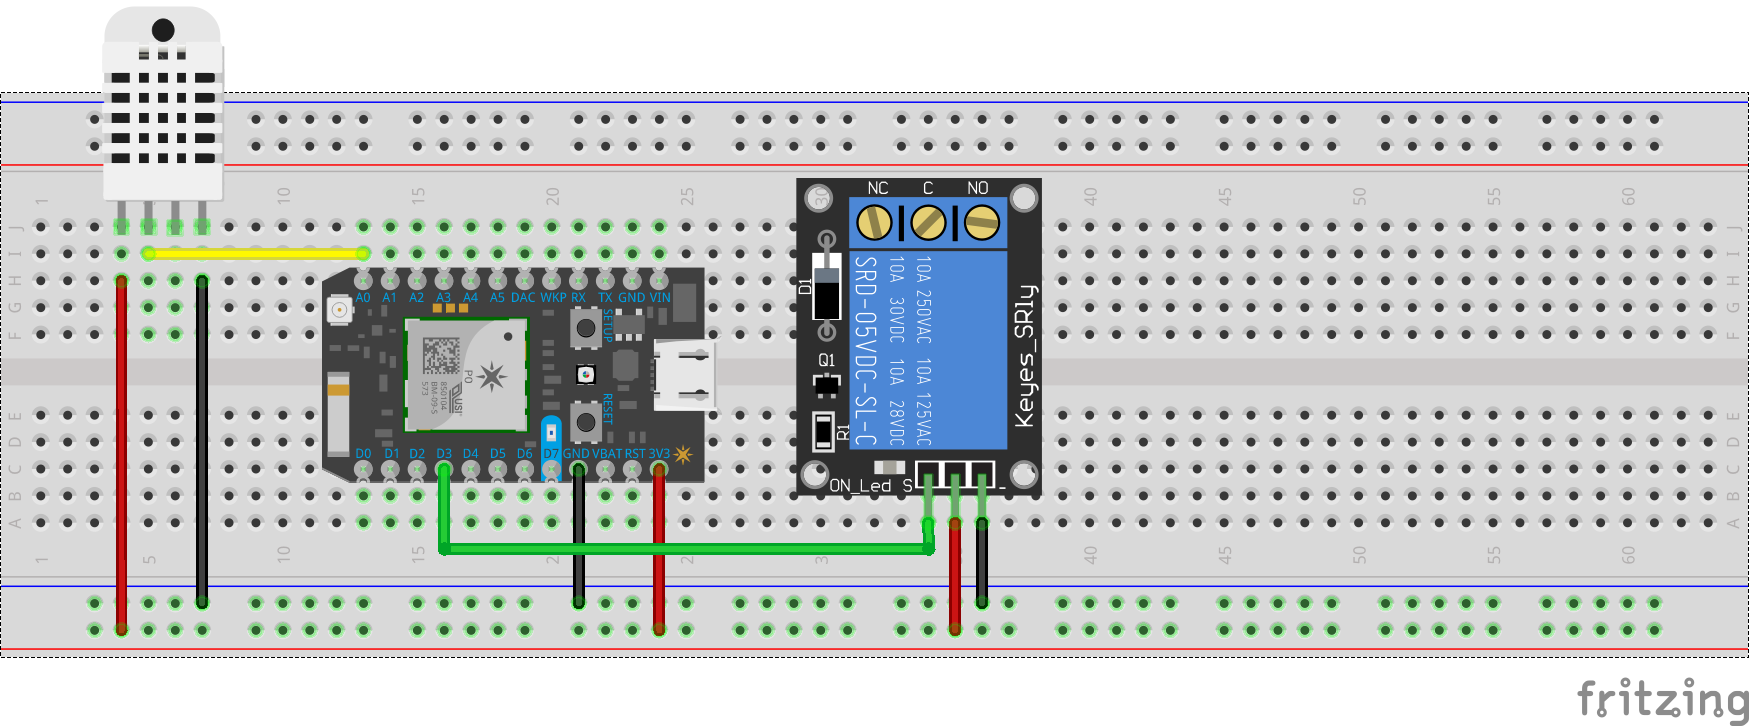 NC C NO
1 5 10 15 20 25 30 40 45 50 55 60
J J
I I
H H
G G
F F
A0 A1 A2 A3 A4 A5 DAC WKP RX TX GND VIN
SETUP
P0
RESET
D0 D1 D2 D3 D4 D5 D6 D7 GND VBAT RST 3V3
D1
Q1
R1
SRD-05VDC-SL-C
10A 30VDC 10A 28VDC
10A 250VAC 10A 125VAC
Keyes_SRly
ON_Led S -
E E
D D
C C
B B
A A
1 5 10 15 40 45 50 55 60
fritzing